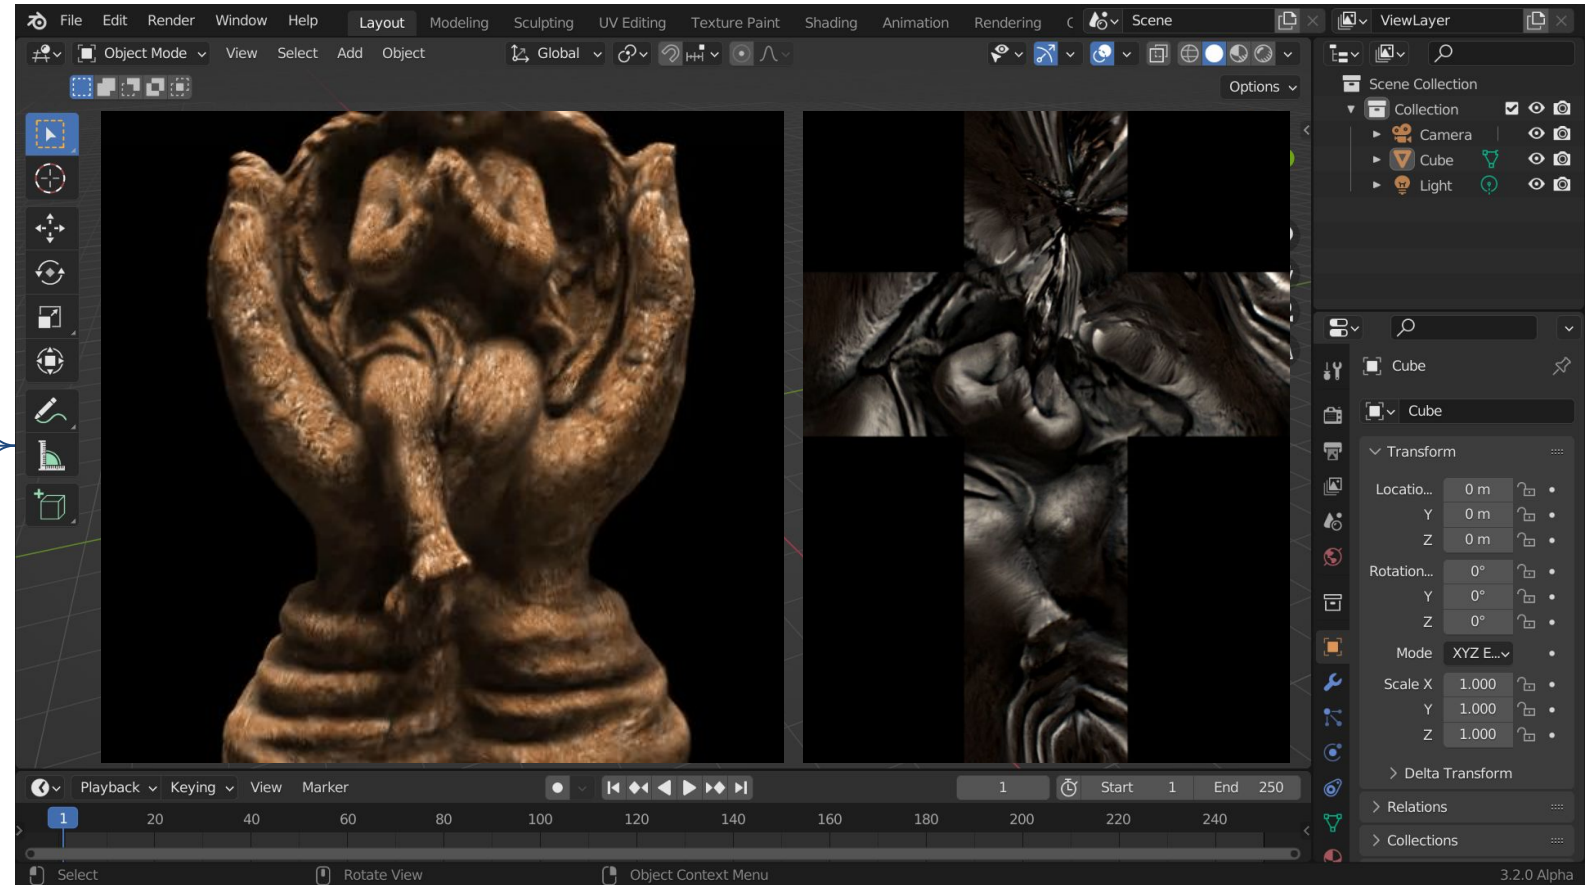 File Edit Render Window Help Layout Modeling Sculpting UV Editing Texture Paint Shading Animation Rendering Scene ViewLayer
Object Mode View Select Add Object Global
Options
Scene Collection
Collection
Camera
Cube
Light
Cube
Cube
Transform
Locatio... 0 m
Y 0 m
Z 0 m
Rotation... 0°
Y 0°
Z 0°
Mode XYZ E...
Scale X 1.000
Y 1.000
Z 1.000
Delta Transform
Relations
Collections
Playback Keying View Marker 1 Start 1 End 250
1 20 40 60 80 100 120 140 160 180 200 220 240
Select Rotate View Object Context Menu 3.2.0 Alpha